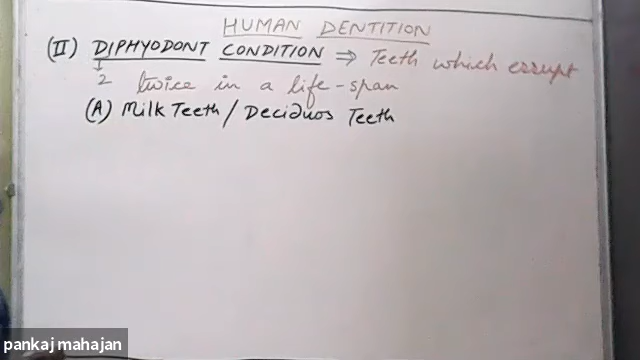 HUMAN DENTITION
(II) DIPHYODONT CONDITION ⇒ Teeth which errupt
2 twice in a life-span
(A) Milk Teeth / Deciduos Teeth
pankaj mahajan